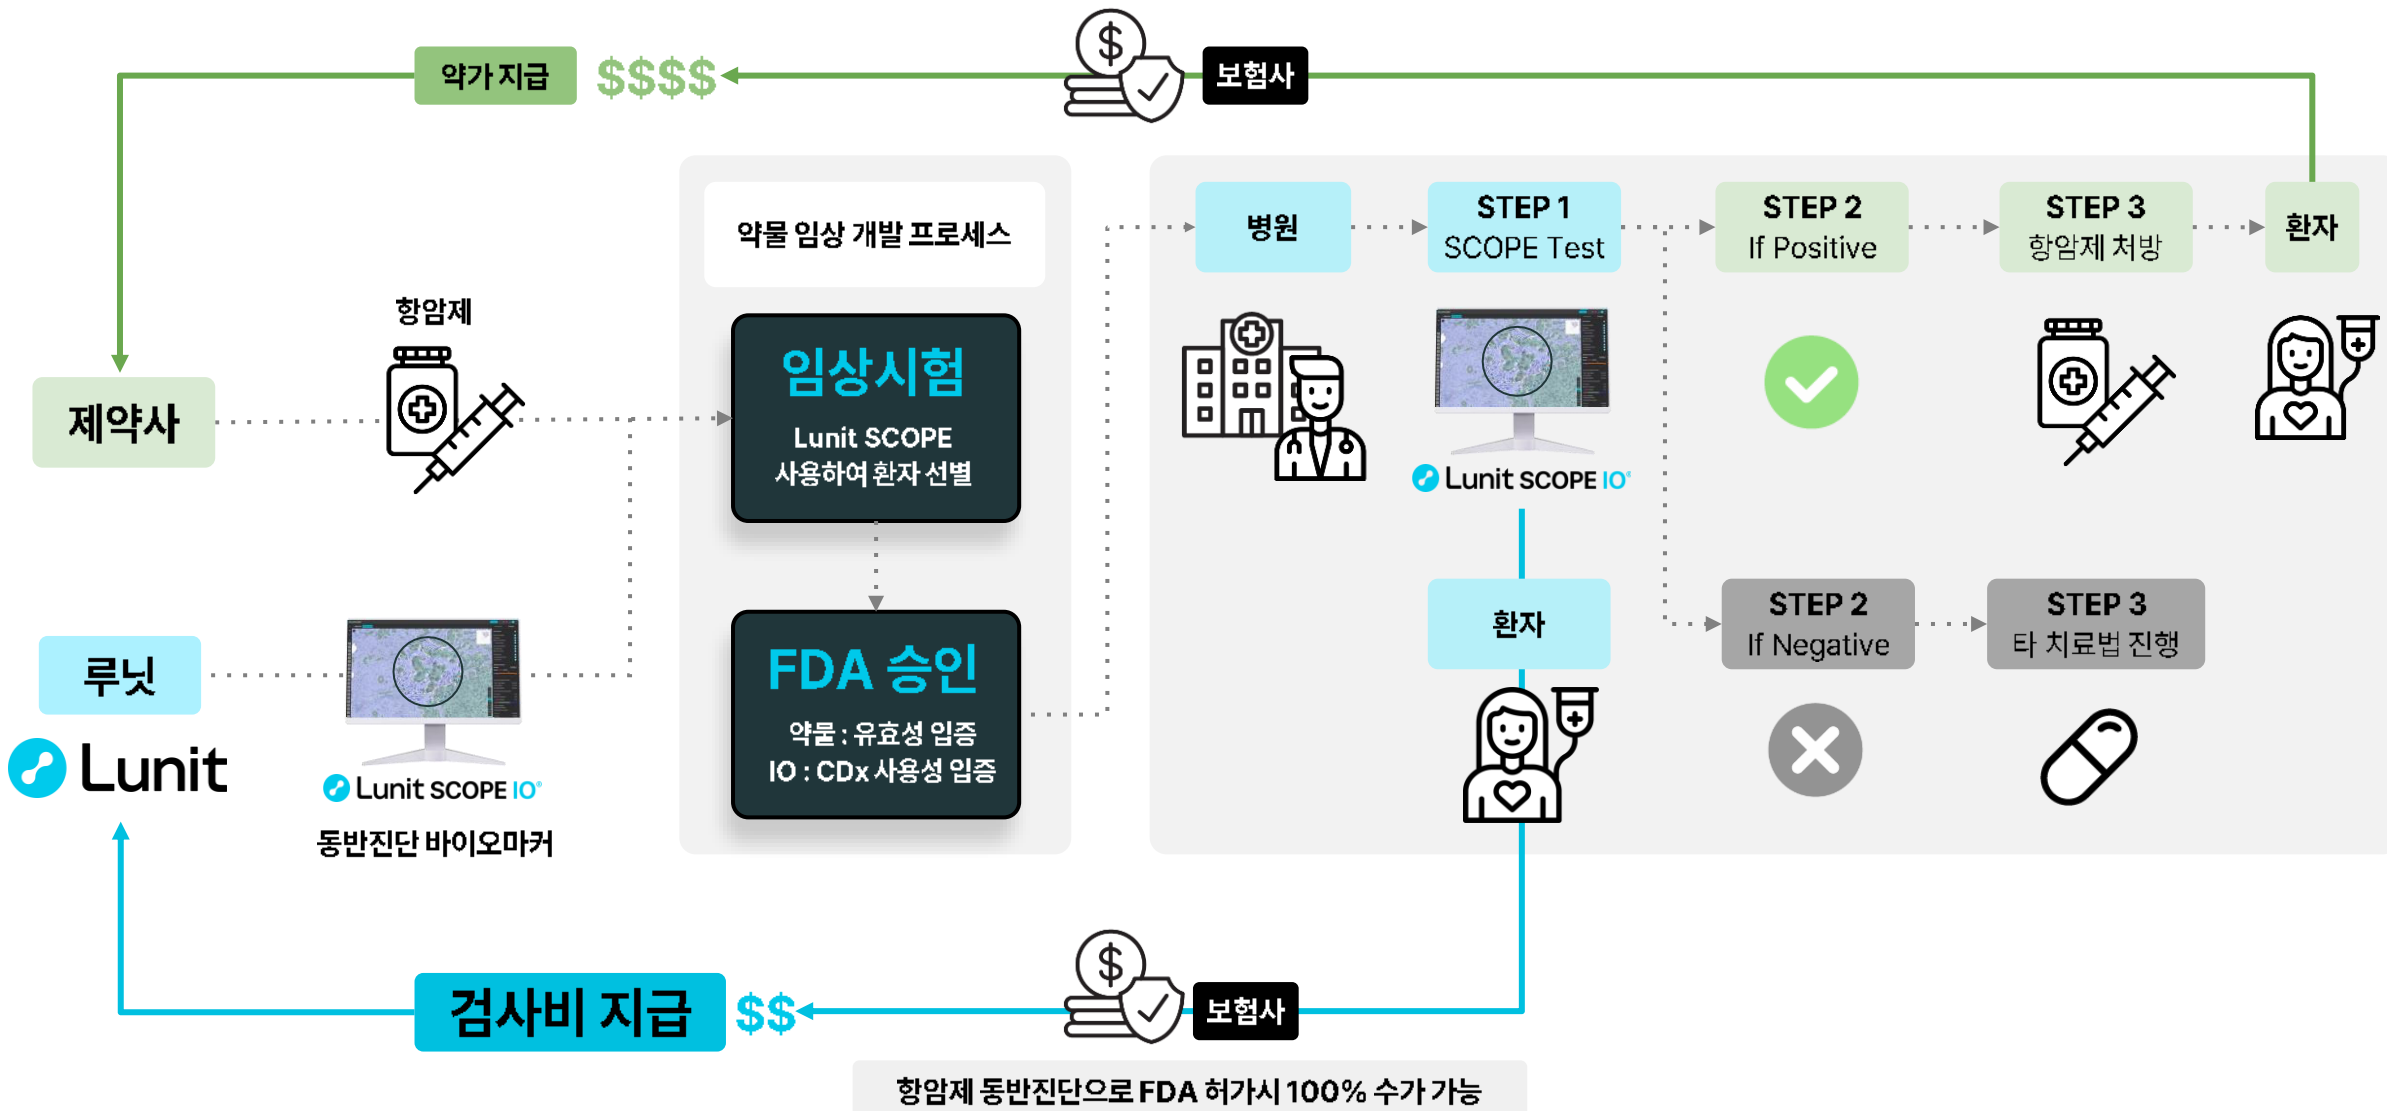 약가 지급
$$$$
$
보험사
약물 임상 개발 프로세스
병원
STEP 1
SCOPE Test
STEP 2
If Positive
STEP 3
항암제 처방
환자
항암제
제약사
임상시험
Lunit SCOPE
사용하여 환자 선별
Lunit SCOPE IO®
환자
STEP 2
If Negative
STEP 3
타 치료법 진행
루닛
Lunit
Lunit SCOPE IO®
동반진단 바이오마커
FDA 승인
약물 : 유효성 입증
IO : CDx 사용성 입증
검사비 지급
$$
$
보험사
항암제 동반진단으로 FDA 허가시 100% 수가 가능